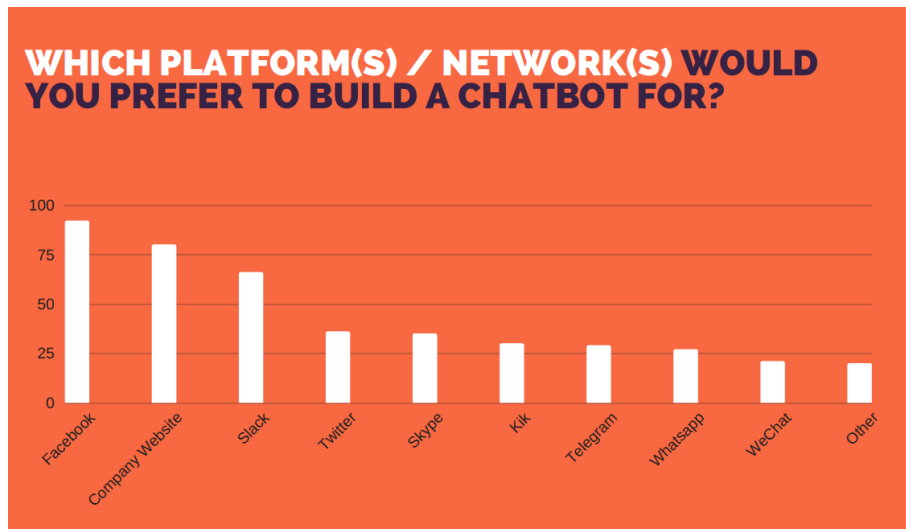 WHICH PLATFORM(S) / NETWORK(S) WOULD
YOU PREFER TO BUILD A CHATBOT FOR?
100
75
50
25
0
Facebook
Company Website
Slack
Twitter
Skype
Kik
Telegram
Whatsapp
WeChat
Other